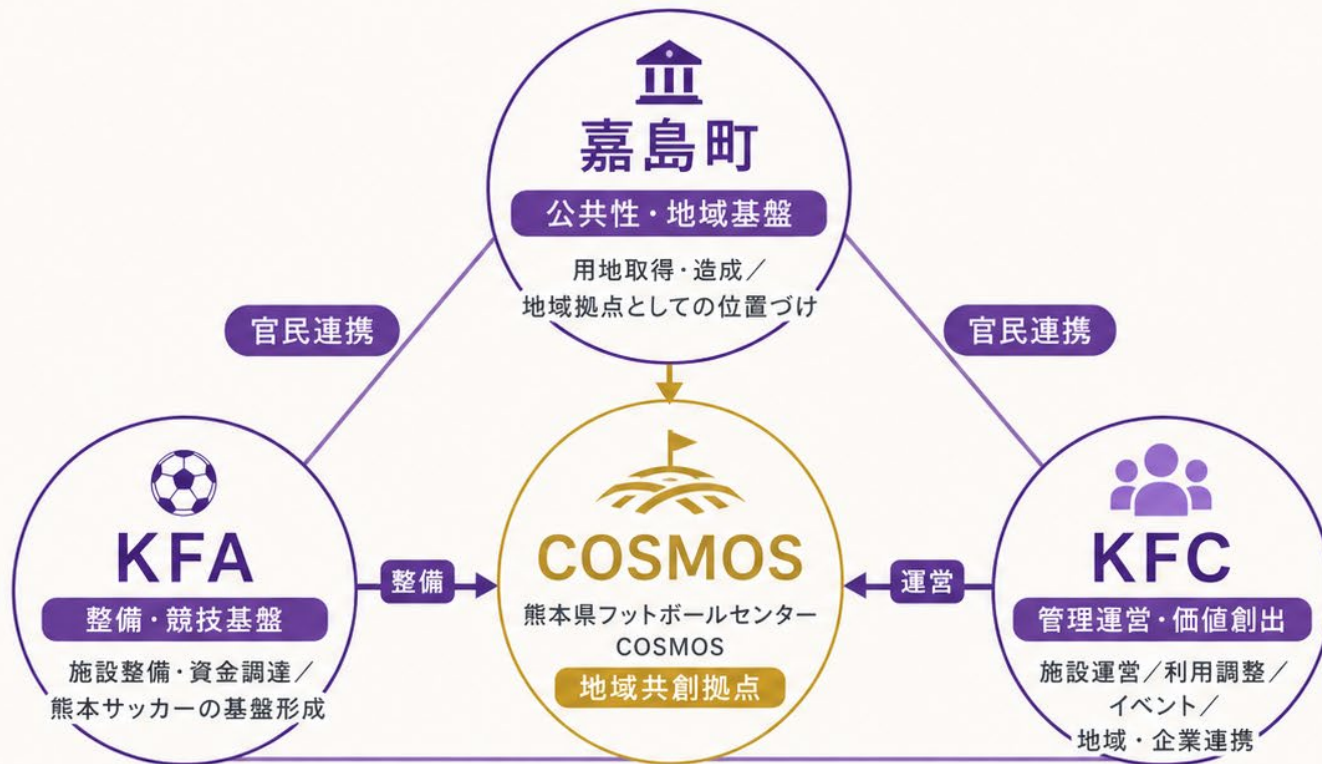 嘉島町
公共性・地域基盤
用地取得・造成／
地域拠点としての位置づけ
官民連携
官民連携
KFA
整備・競技基盤
施設整備・資金調達／
熊本サッカーの基盤形成
整備
COSMOS
熊本県フットボールセンター
COSMOS
地域共創拠点
運営
KFC
管理運営・価値創出
施設運営／利用調整／
イベント／
地域・企業連携